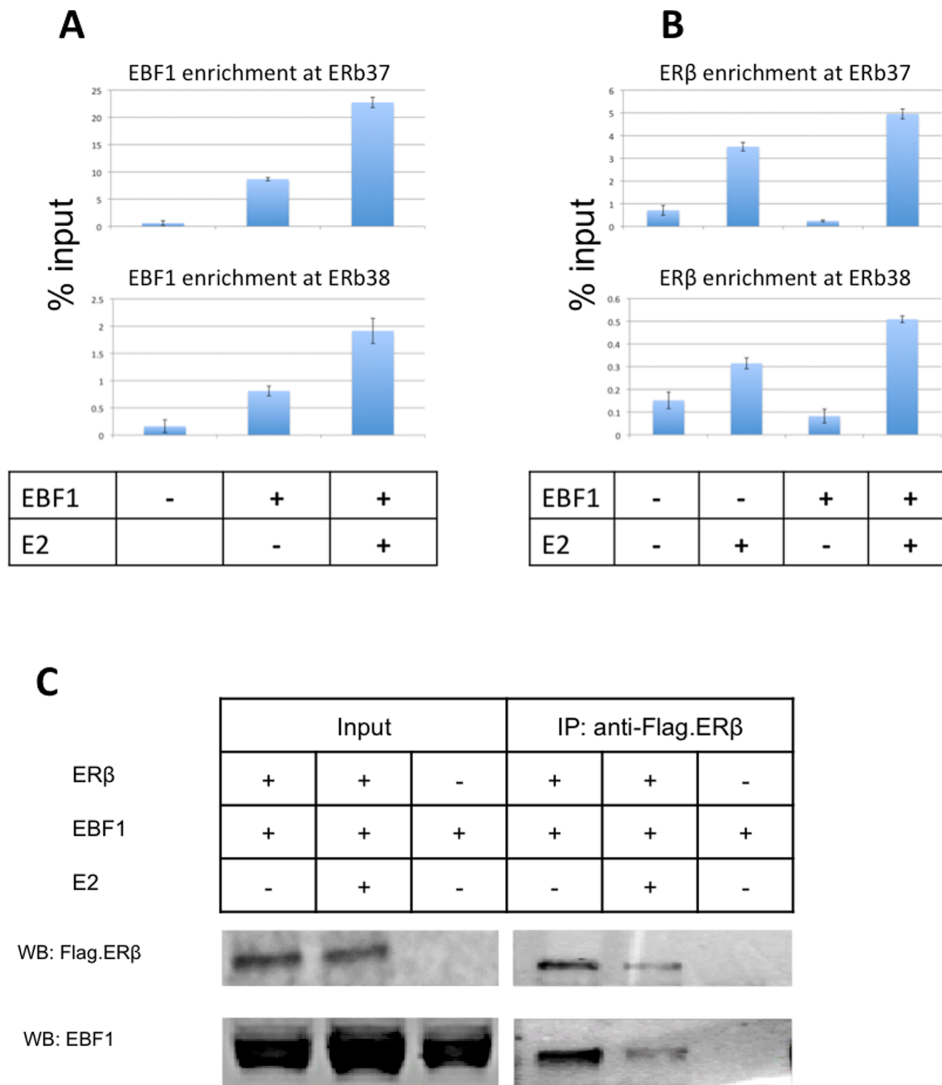 A
EBF1 enrichment at ERb37
25
20
15
10
5
0
% input
EBF1 enrichment at ERb38
2.5
2
1.5
1
0.5
0
EBF1 - + +
E2 - +
B
ERβ enrichment at ERb37
6
5
4
3
2
1
0
% input
ERβ enrichment at ERb38
0.6
0.5
0.4
0.3
0.2
0.1
0
EBF1 - - + +
E2 - + - +
C
Input IP: anti-Flag.ERβ
ERβ + + - + + -
EBF1 + + + + + +
E2 - + - - + -
WB: Flag.ERβ
WB: EBF1